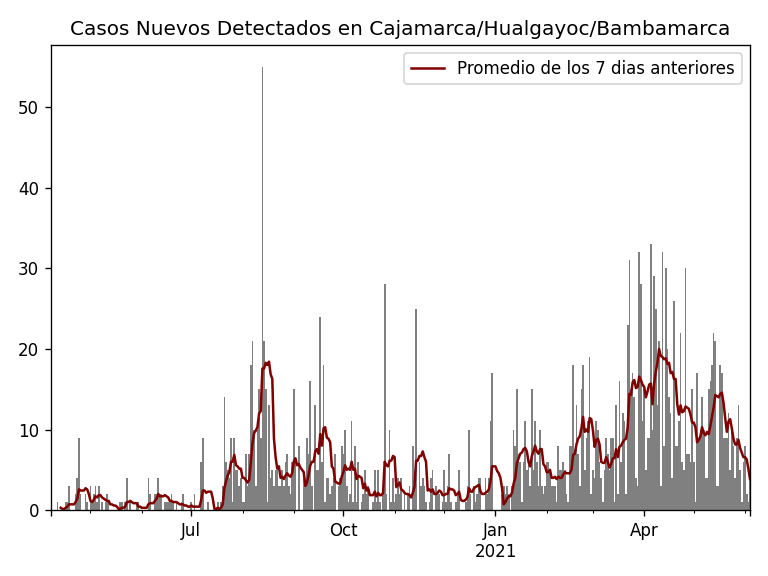 Casos Nuevos Detectados en Cajamarca/Hualgayoc/Bambamarca
Promedio de los 7 dias anteriores
50
40
30
20
10
0
Jul Oct Jan Apr
2021